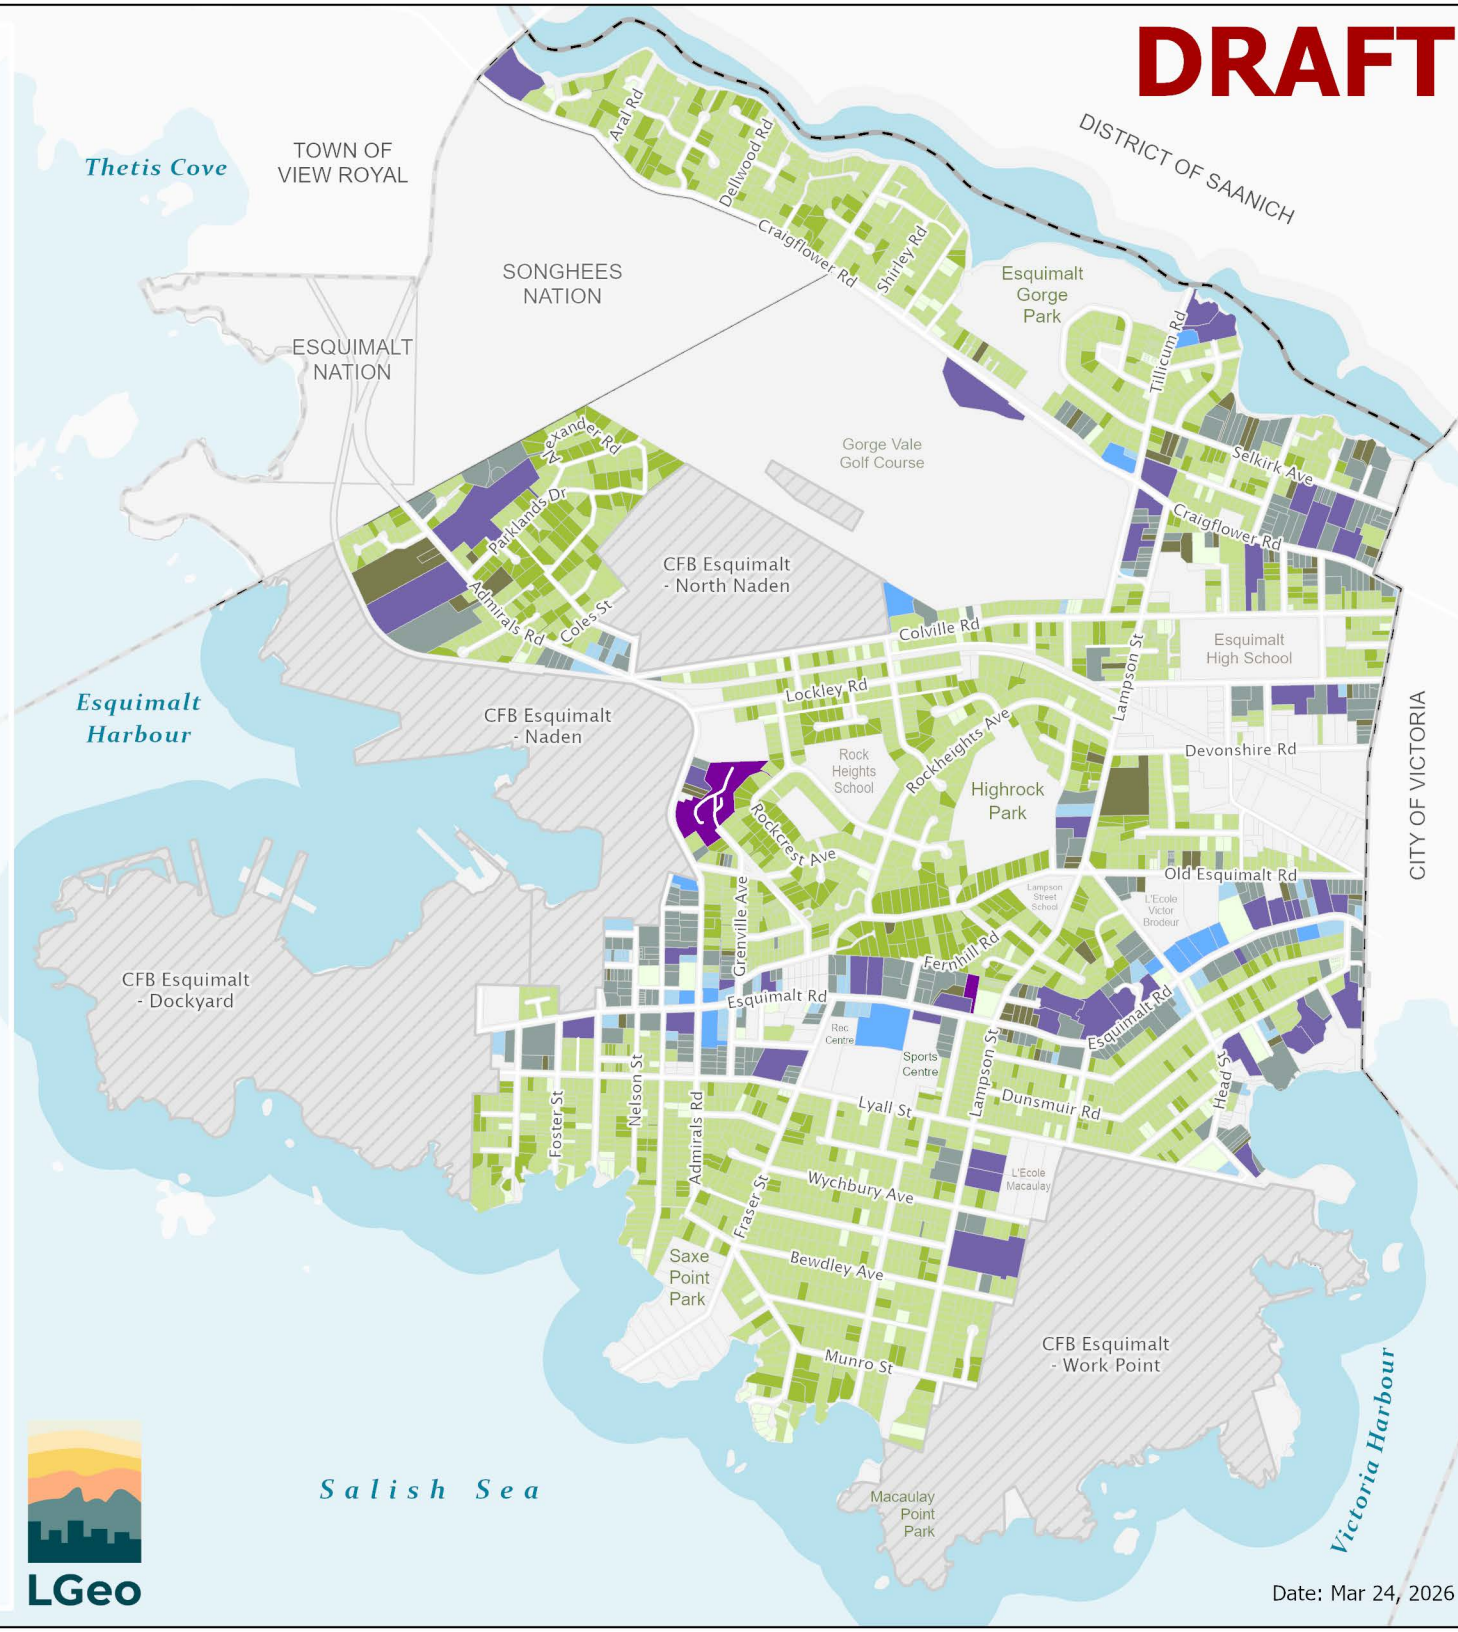 DRAFT
DISTRICT OF SAANICH
Thetis Cove
TOWN OF
VIEW ROYAL
Aral Rd
Dellwood Rd
Craigflower Rd
Shirley Rd
SONGHEES
NATION
Esquimalt
Gorge
Park
ESQUIMALT
NATION
Tillicum Rd
Alexander Rd
Gorge Vale
Golf Course
Selkirk Ave
Parklands Dr
Craigflower Rd
CFB Esquimalt
- North Naden
Admirals Rd
Coles St
Colville Rd
Esquimalt
High School
Lampson St
Lockley Rd
Esquimalt
Harbour
CFB Esquimalt
- Naden
Rockheights Ave
Devonshire Rd
CITY OF VICTORIA
Rock
Heights
School
Highrock
Park
Rockcrest Ave
Old Esquimalt Rd
Lampson
Street
School
L'Ecole
Victor
Brodeur
Grenville Ave
Fernhill Rd
CFB Esquimalt
- Dockyard
Esquimalt Rd
Esquimalt Rd
Rec
Centre
Sports
Centre
Lampson St
Head St
Nelson St
Foster St
Admirals Rd
Lyall St
Dunsmuir Rd
L'Ecole
Macaulay
Wychbury Ave
Fraser St
Saxe
Point
Park
Bewdley Ave
Munro St
CFB Esquimalt
- Work Point
Victoria Harbour
Salish Sea
Macaulay
Point
Park
LGeo
Date: Mar 24, 2026